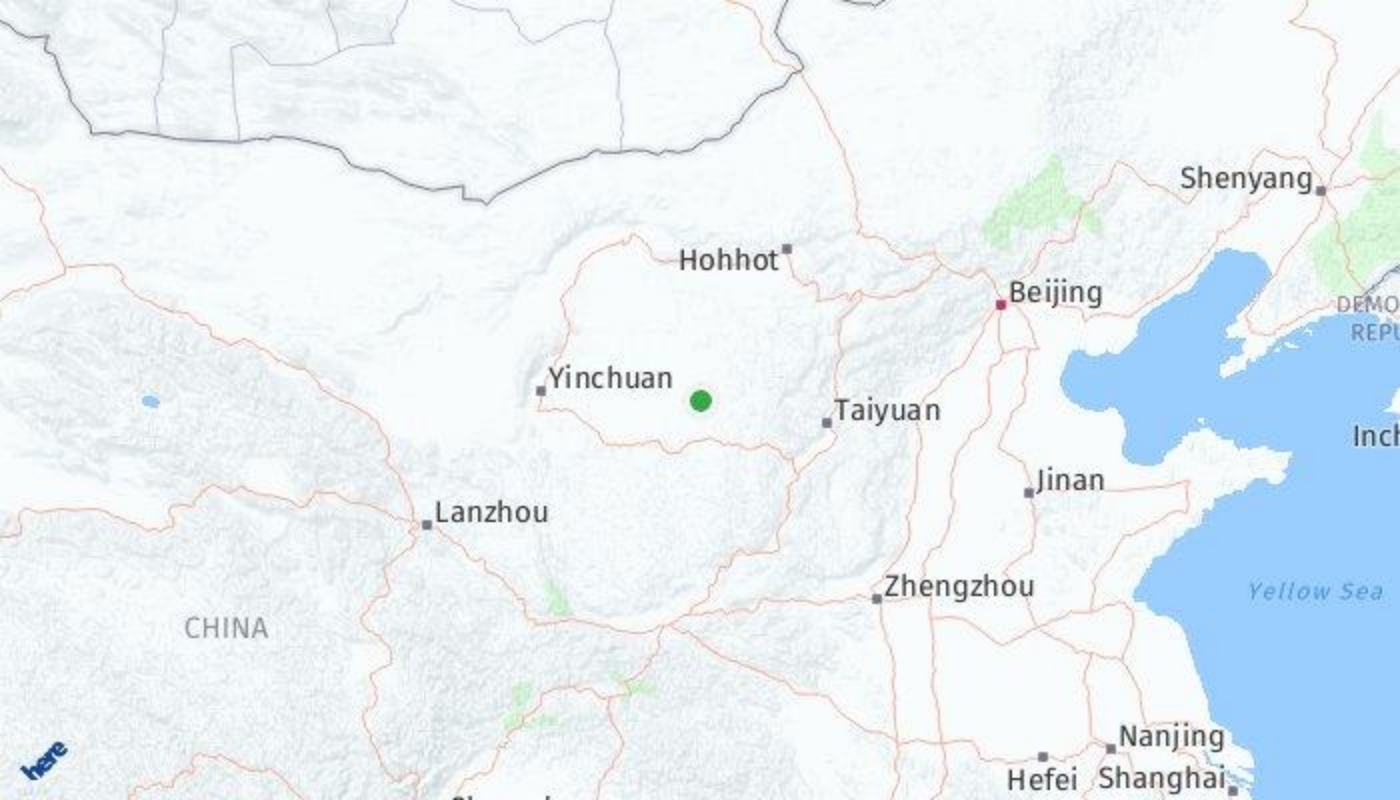 Shenyang
Hohhot
Beijing
DEMO
REPU
Yinchuan
Taiyuan
Inch
Jinan
Lanzhou
Zhengzhou
Yellow Sea
CHINA
Nanjing
here
Hefei
Shanghai